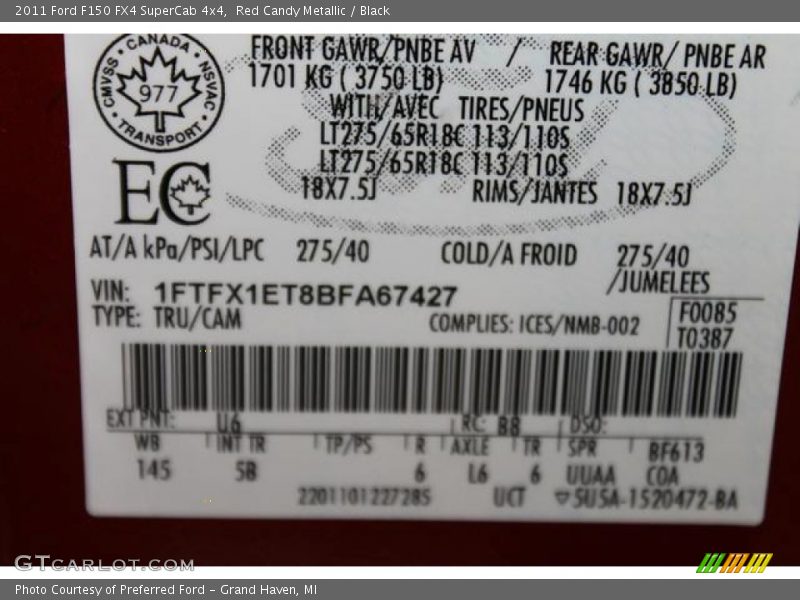 2011 Ford F150 FX4 SuperCab 4x4,  Red Candy Metallic / Black
CMVSS · CANADA · NSVAC
977
· TRANSPORT ·
EC
FRONT GAWR/PNBE AV / REAR GAWR/ PNBE AR
1701 KG ( 3750 LB) 1746 KG ( 3850 LB)
WITH/AVEC TIRES/PNEUS
LT275/65R18C 113/110S
LT275/65R18C 113/110S
18X7.5J RIMS/JANTES 18X7.5J
AT/A kPa/PSI/LPC 275/40 COLD/A FROID 275/40
/JUMELEES
VIN: 1FTFX1ET8BFA67427
TYPE: TRU/CAM COMPLIES: ICES/NMB-002
F0085
T0387
EXT PNT: U6 RC: 88 DSO:
WB INT TR TP/PS R AXLE TR SPR BF613
145 5B 6 L6 6 UUAA COA
220110122728S UCT 5U5A-1520472-BA
GTCARLOT.COM
Photo Courtesy of Preferred Ford – Grand Haven, MI